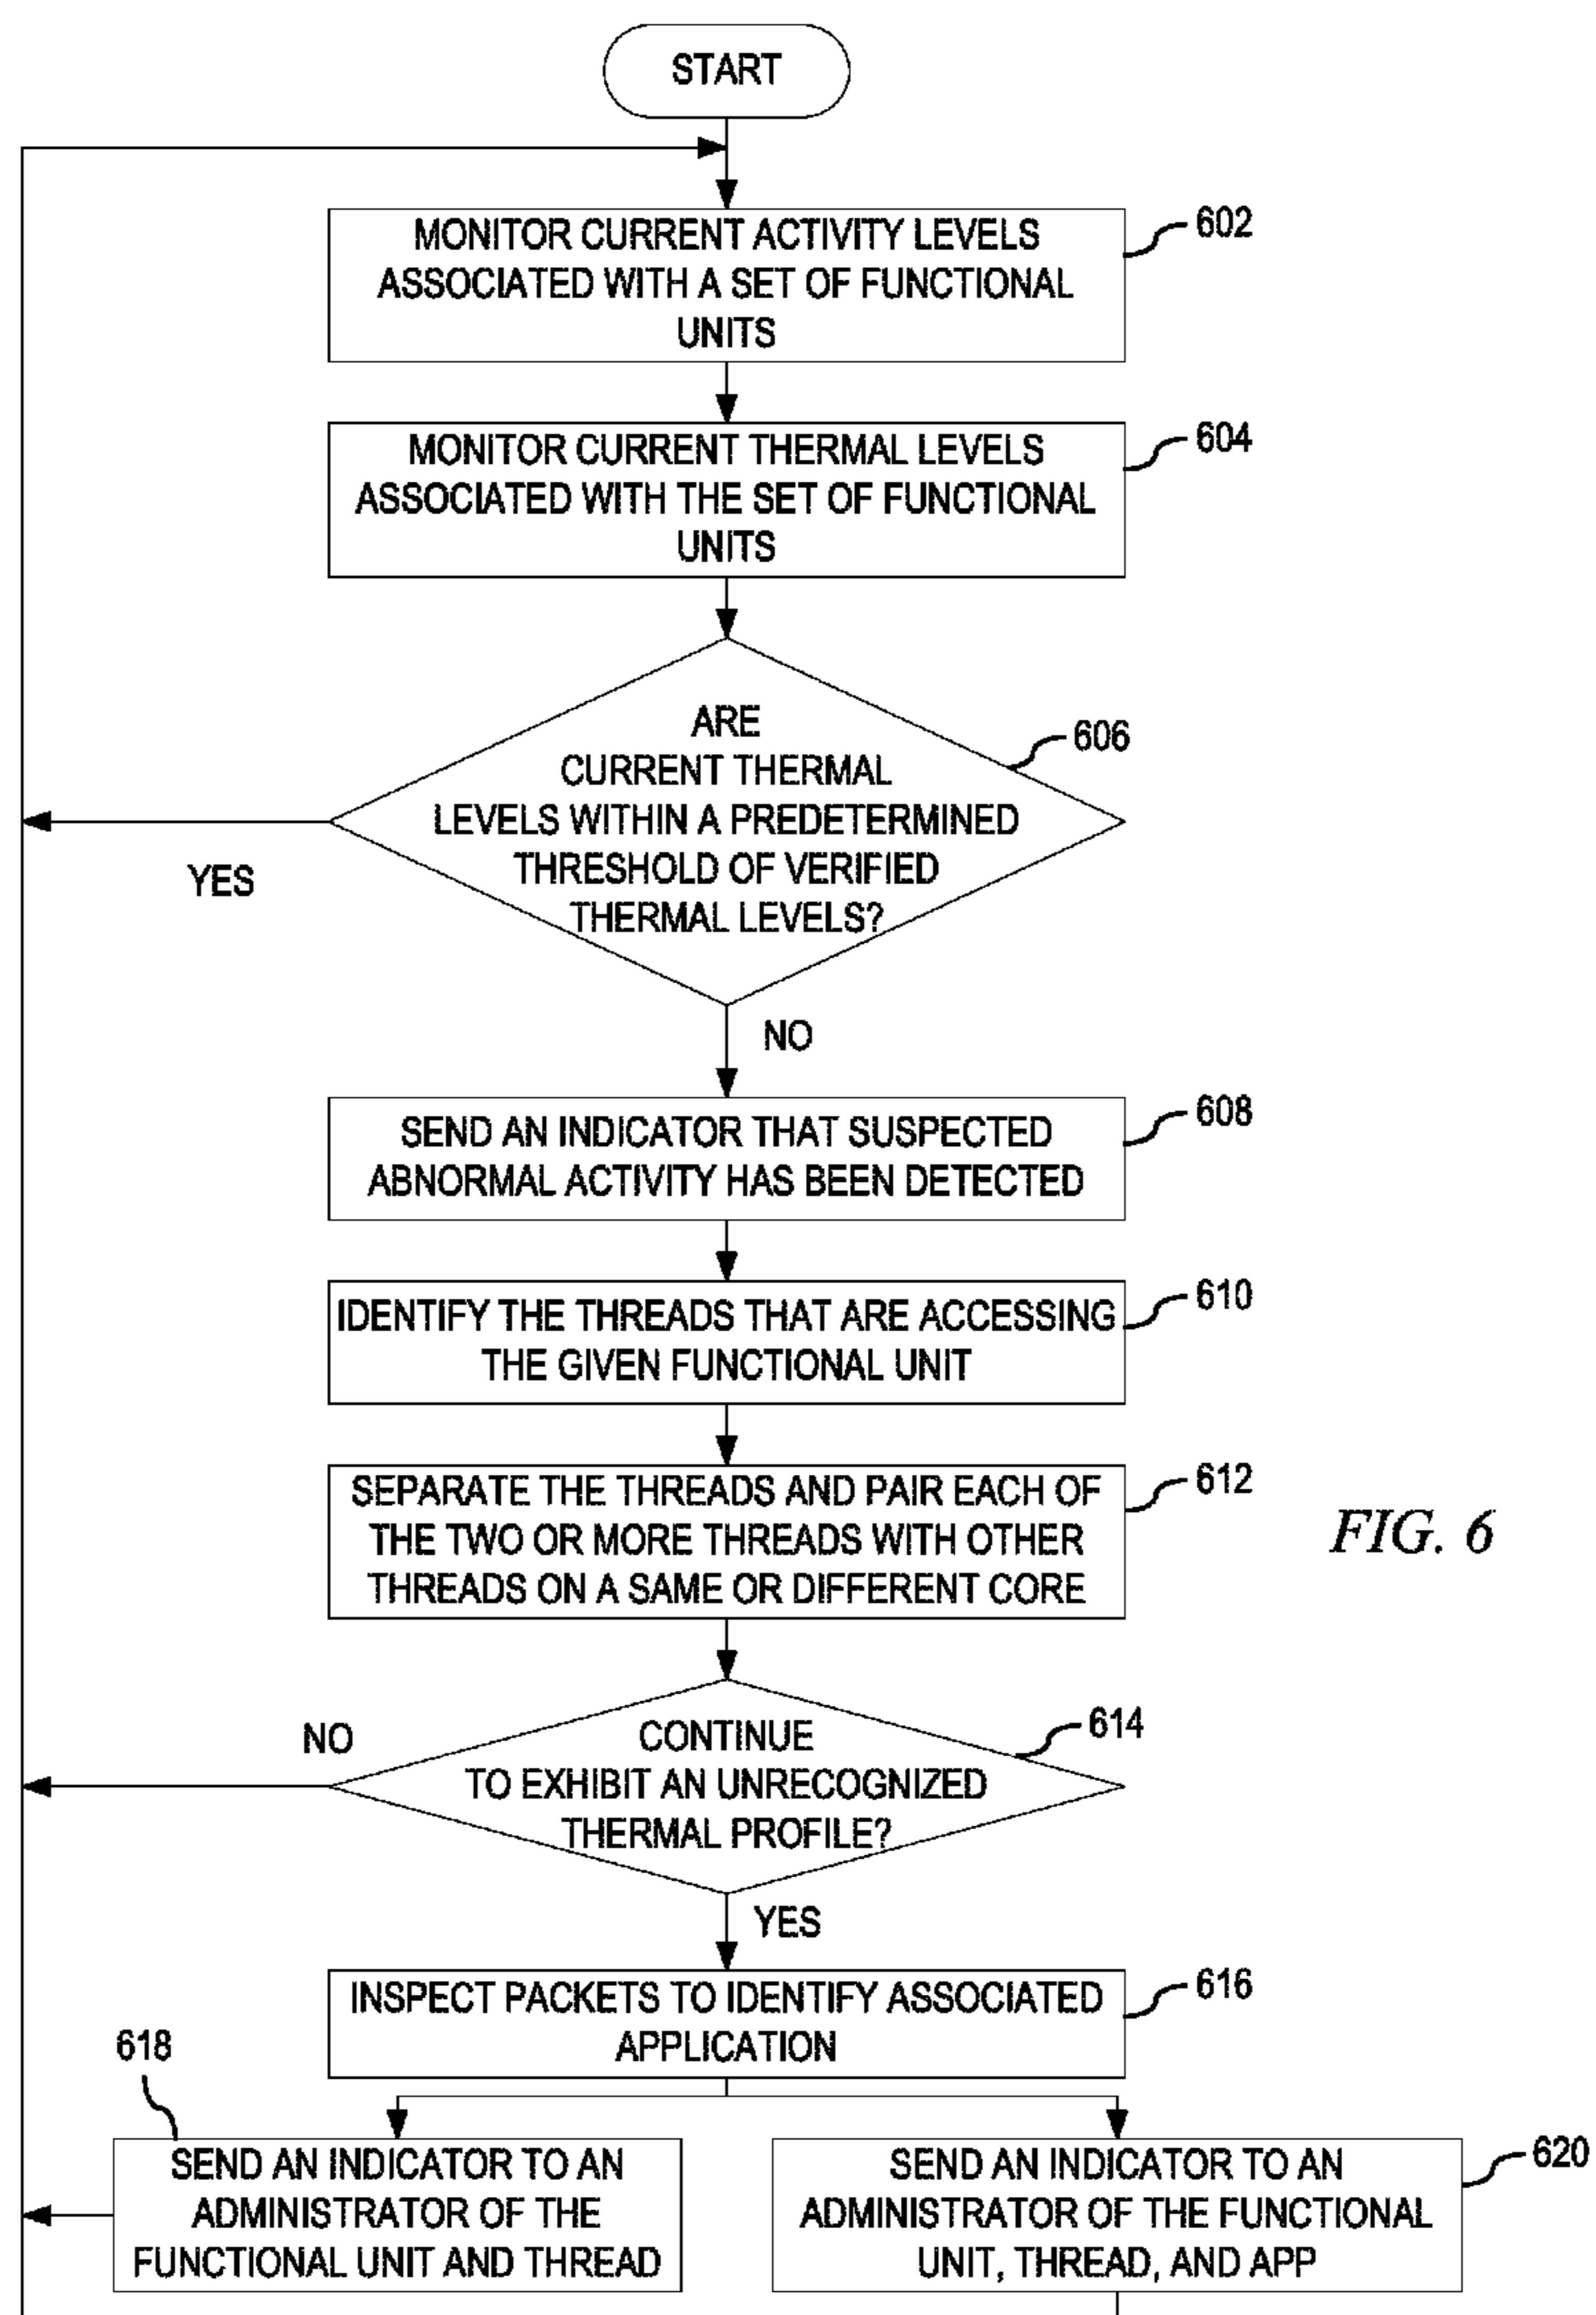 START
MONITOR CURRENT ACTIVITY LEVELS
ASSOCIATED WITH A SET OF FUNCTIONAL
UNITS
602
MONITOR CURRENT THERMAL LEVELS
ASSOCIATED WITH THE SET OF FUNCTIONAL
UNITS
604
ARE
CURRENT THERMAL
LEVELS WITHIN A PREDETERMINED
THRESHOLD OF VERIFIED
THERMAL LEVELS?
606
YES
NO
SEND AN INDICATOR THAT SUSPECTED
ABNORMAL ACTIVITY HAS BEEN DETECTED
608
IDENTIFY THE THREADS THAT ARE ACCESSING
THE GIVEN FUNCTIONAL UNIT
610
SEPARATE THE THREADS AND PAIR EACH OF
THE TWO OR MORE THREADS WITH OTHER
THREADS ON A SAME OR DIFFERENT CORE
612
FIG. 6
CONTINUE
TO EXHIBIT AN UNRECOGNIZED
THERMAL PROFILE?
614
NO
YES
INSPECT PACKETS TO IDENTIFY ASSOCIATED
APPLICATION
616
618
SEND AN INDICATOR TO AN
ADMINISTRATOR OF THE
FUNCTIONAL UNIT AND THREAD
SEND AN INDICATOR TO AN
ADMINISTRATOR OF THE FUNCTIONAL
UNIT, THREAD, AND APP
620